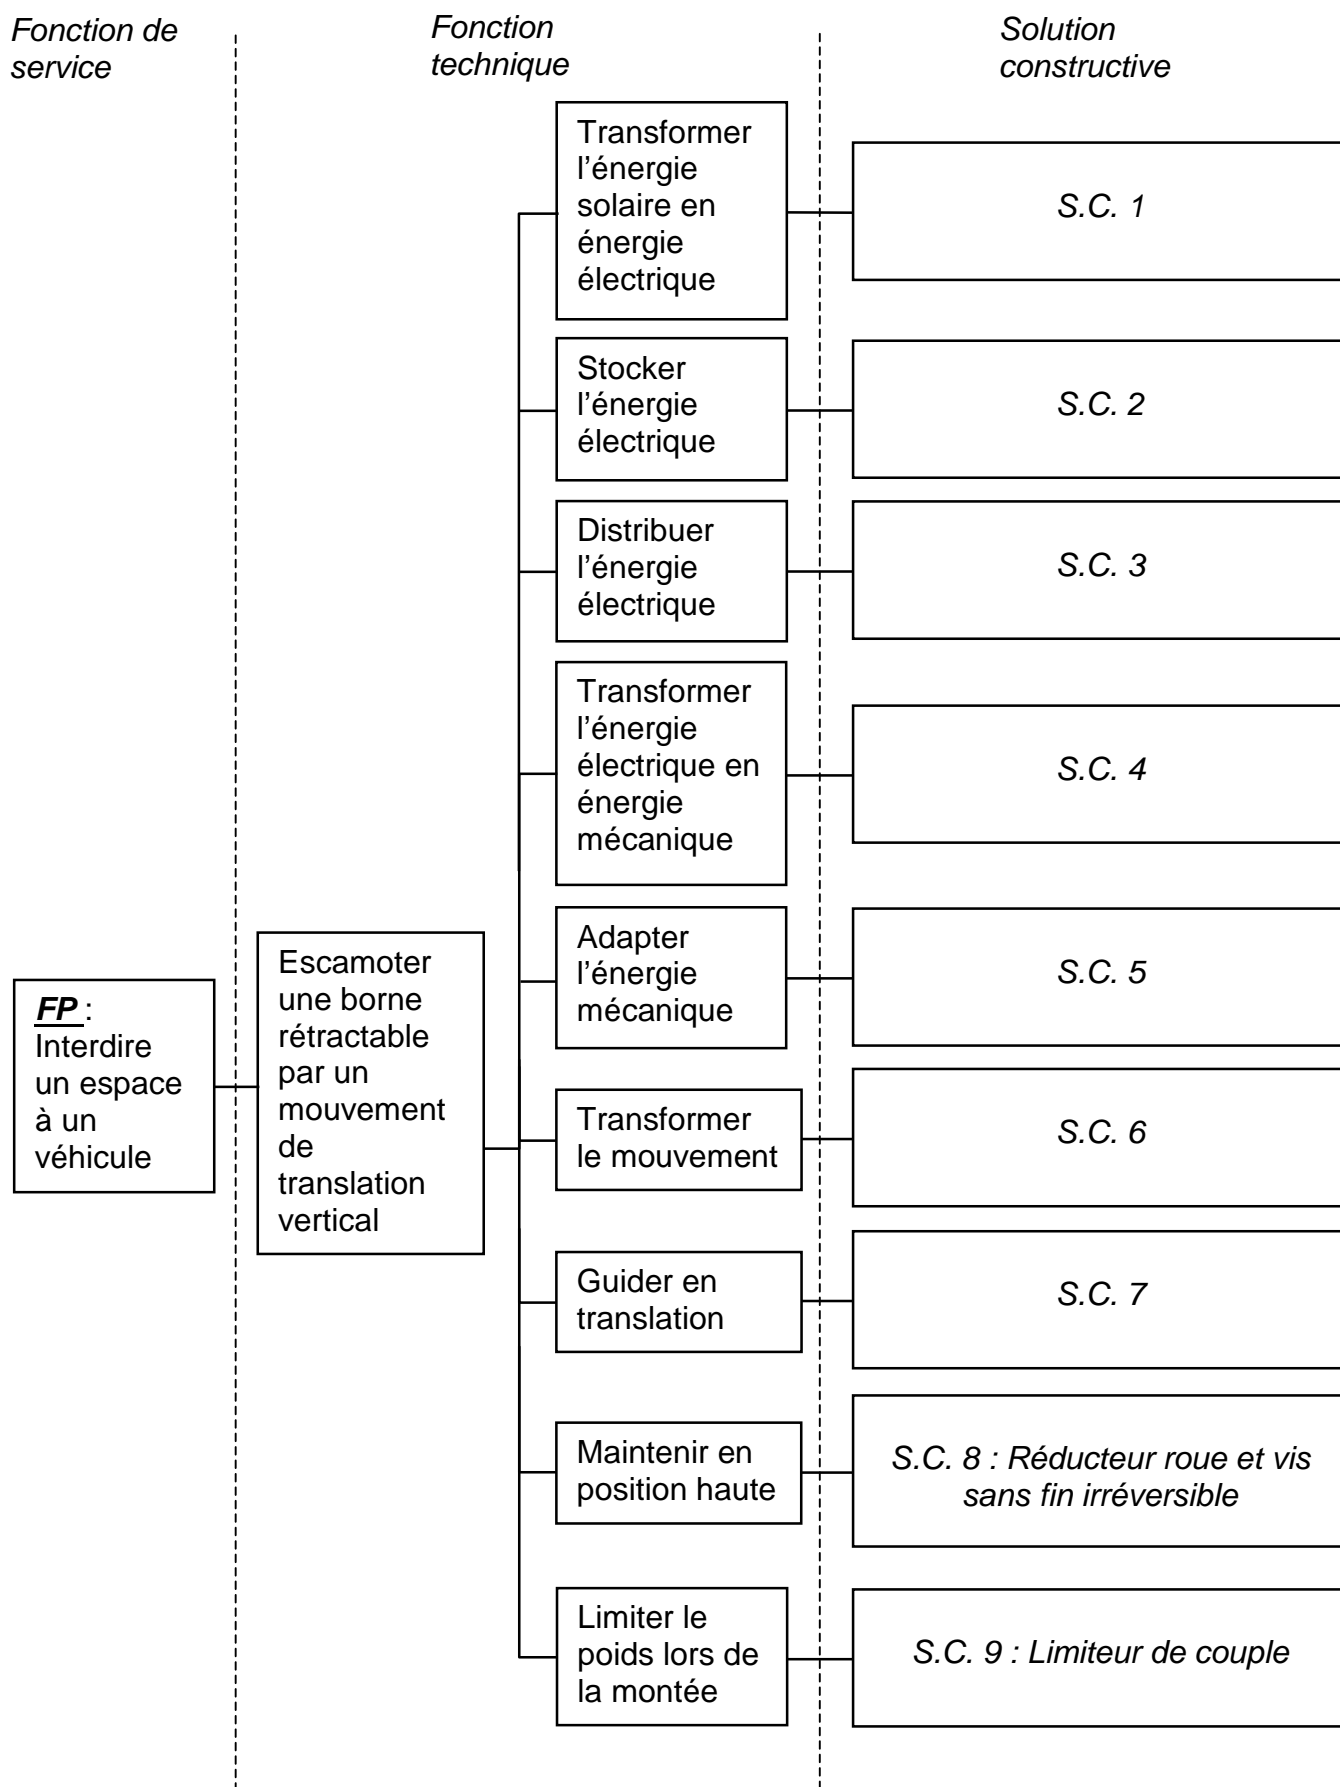 Fonction de
service
Fonction
technique
Solution
constructive
Transformer
l’énergie
solaire en
énergie
électrique
S.C. 1
Stocker
l’énergie
électrique
S.C. 2
Distribuer
l’énergie
électrique
S.C. 3
Transformer
l’énergie
électrique en
énergie
mécanique
S.C. 4
Adapter
l’énergie
mécanique
S.C. 5
FP :
Interdire
un espace
à un
véhicule
Escamoter
une borne
rétractable
par un
mouvement
de
translation
vertical
Transformer
le mouvement
S.C. 6
Guider en
translation
S.C. 7
Maintenir en
position haute
S.C. 8 : Réducteur roue et vis
sans fin irréversible
Limiter le
poids lors de
la montée
S.C. 9 : Limiteur de couple